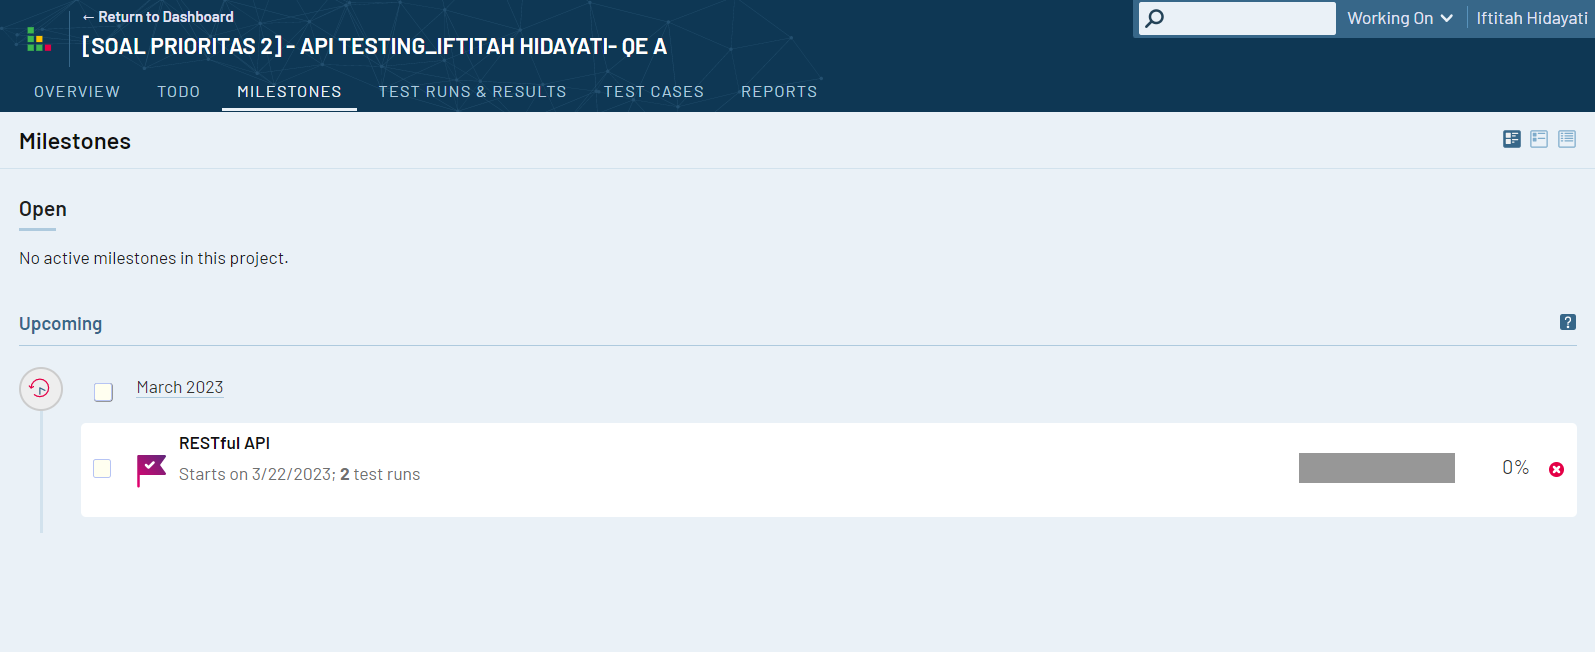 ← Return to Dashboard
[SOAL PRIORITAS 2] - API TESTING_IFTITAH HIDAYATI- QE A
Working On
Iftitah Hidayati
OVERVIEW TODO MILESTONES TEST RUNS & RESULTS TEST CASES REPORTS
Milestones
Open
No active milestones in this project.
Upcoming
?
March 2023
RESTful API
Starts on 3/22/2023; 2 test runs
0%